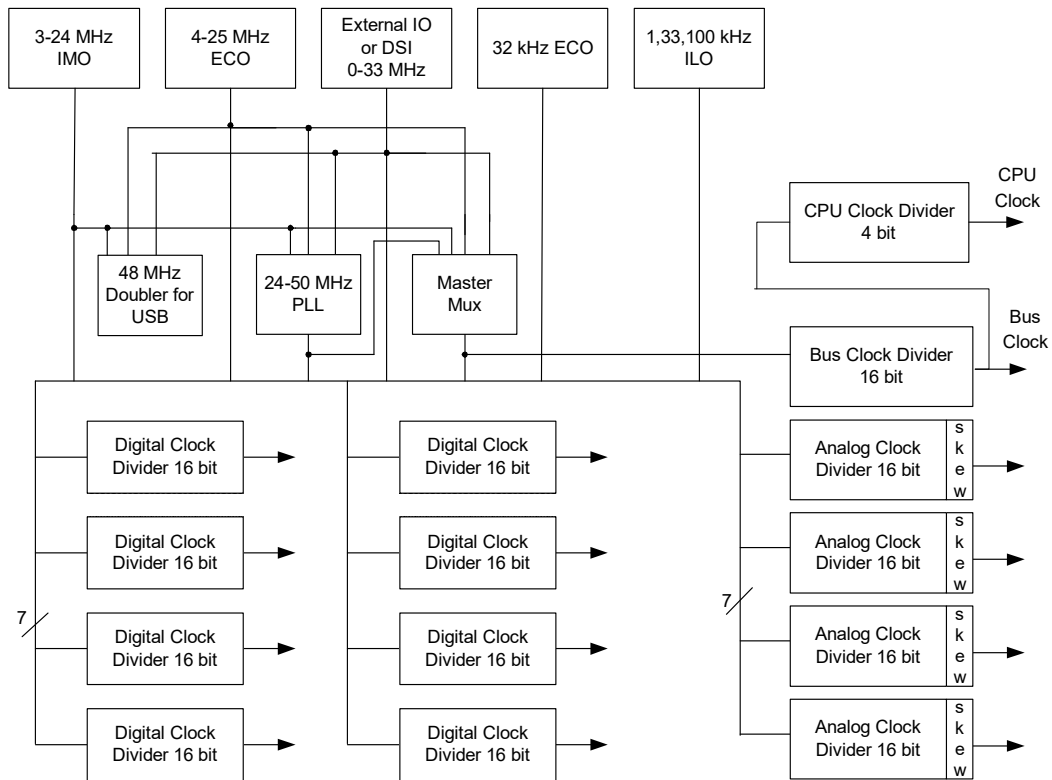 3-24 MHz
IMO
4-25 MHz
ECO
External IO
or DSI
0-33 MHz
32 kHz ECO
1,33,100 kHz
ILO
CPU
Clock
CPU Clock Divider
4 bit
48 MHz
Doubler for
USB
24-50 MHz
PLL
Master
Mux
Bus
Clock
Bus Clock Divider
16 bit
Digital Clock
Divider 16 bit
Digital Clock
Divider 16 bit
Analog Clock
Divider 16 bit
skew
Digital Clock
Divider 16 bit
Digital Clock
Divider 16 bit
Analog Clock
Divider 16 bit
skew
7
7
Digital Clock
Divider 16 bit
Digital Clock
Divider 16 bit
Analog Clock
Divider 16 bit
skew
Digital Clock
Divider 16 bit
Digital Clock
Divider 16 bit
Analog Clock
Divider 16 bit
skew